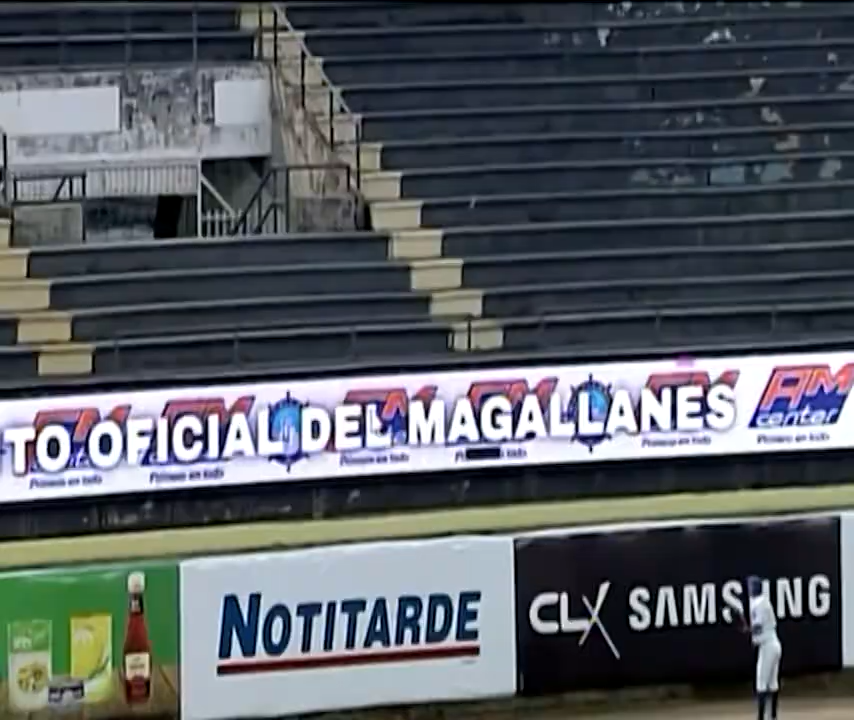 TO OFICIAL DEL MAGALLANES
AM
center
Primero en todo
NOTITARDE
CLX SAMSUNG